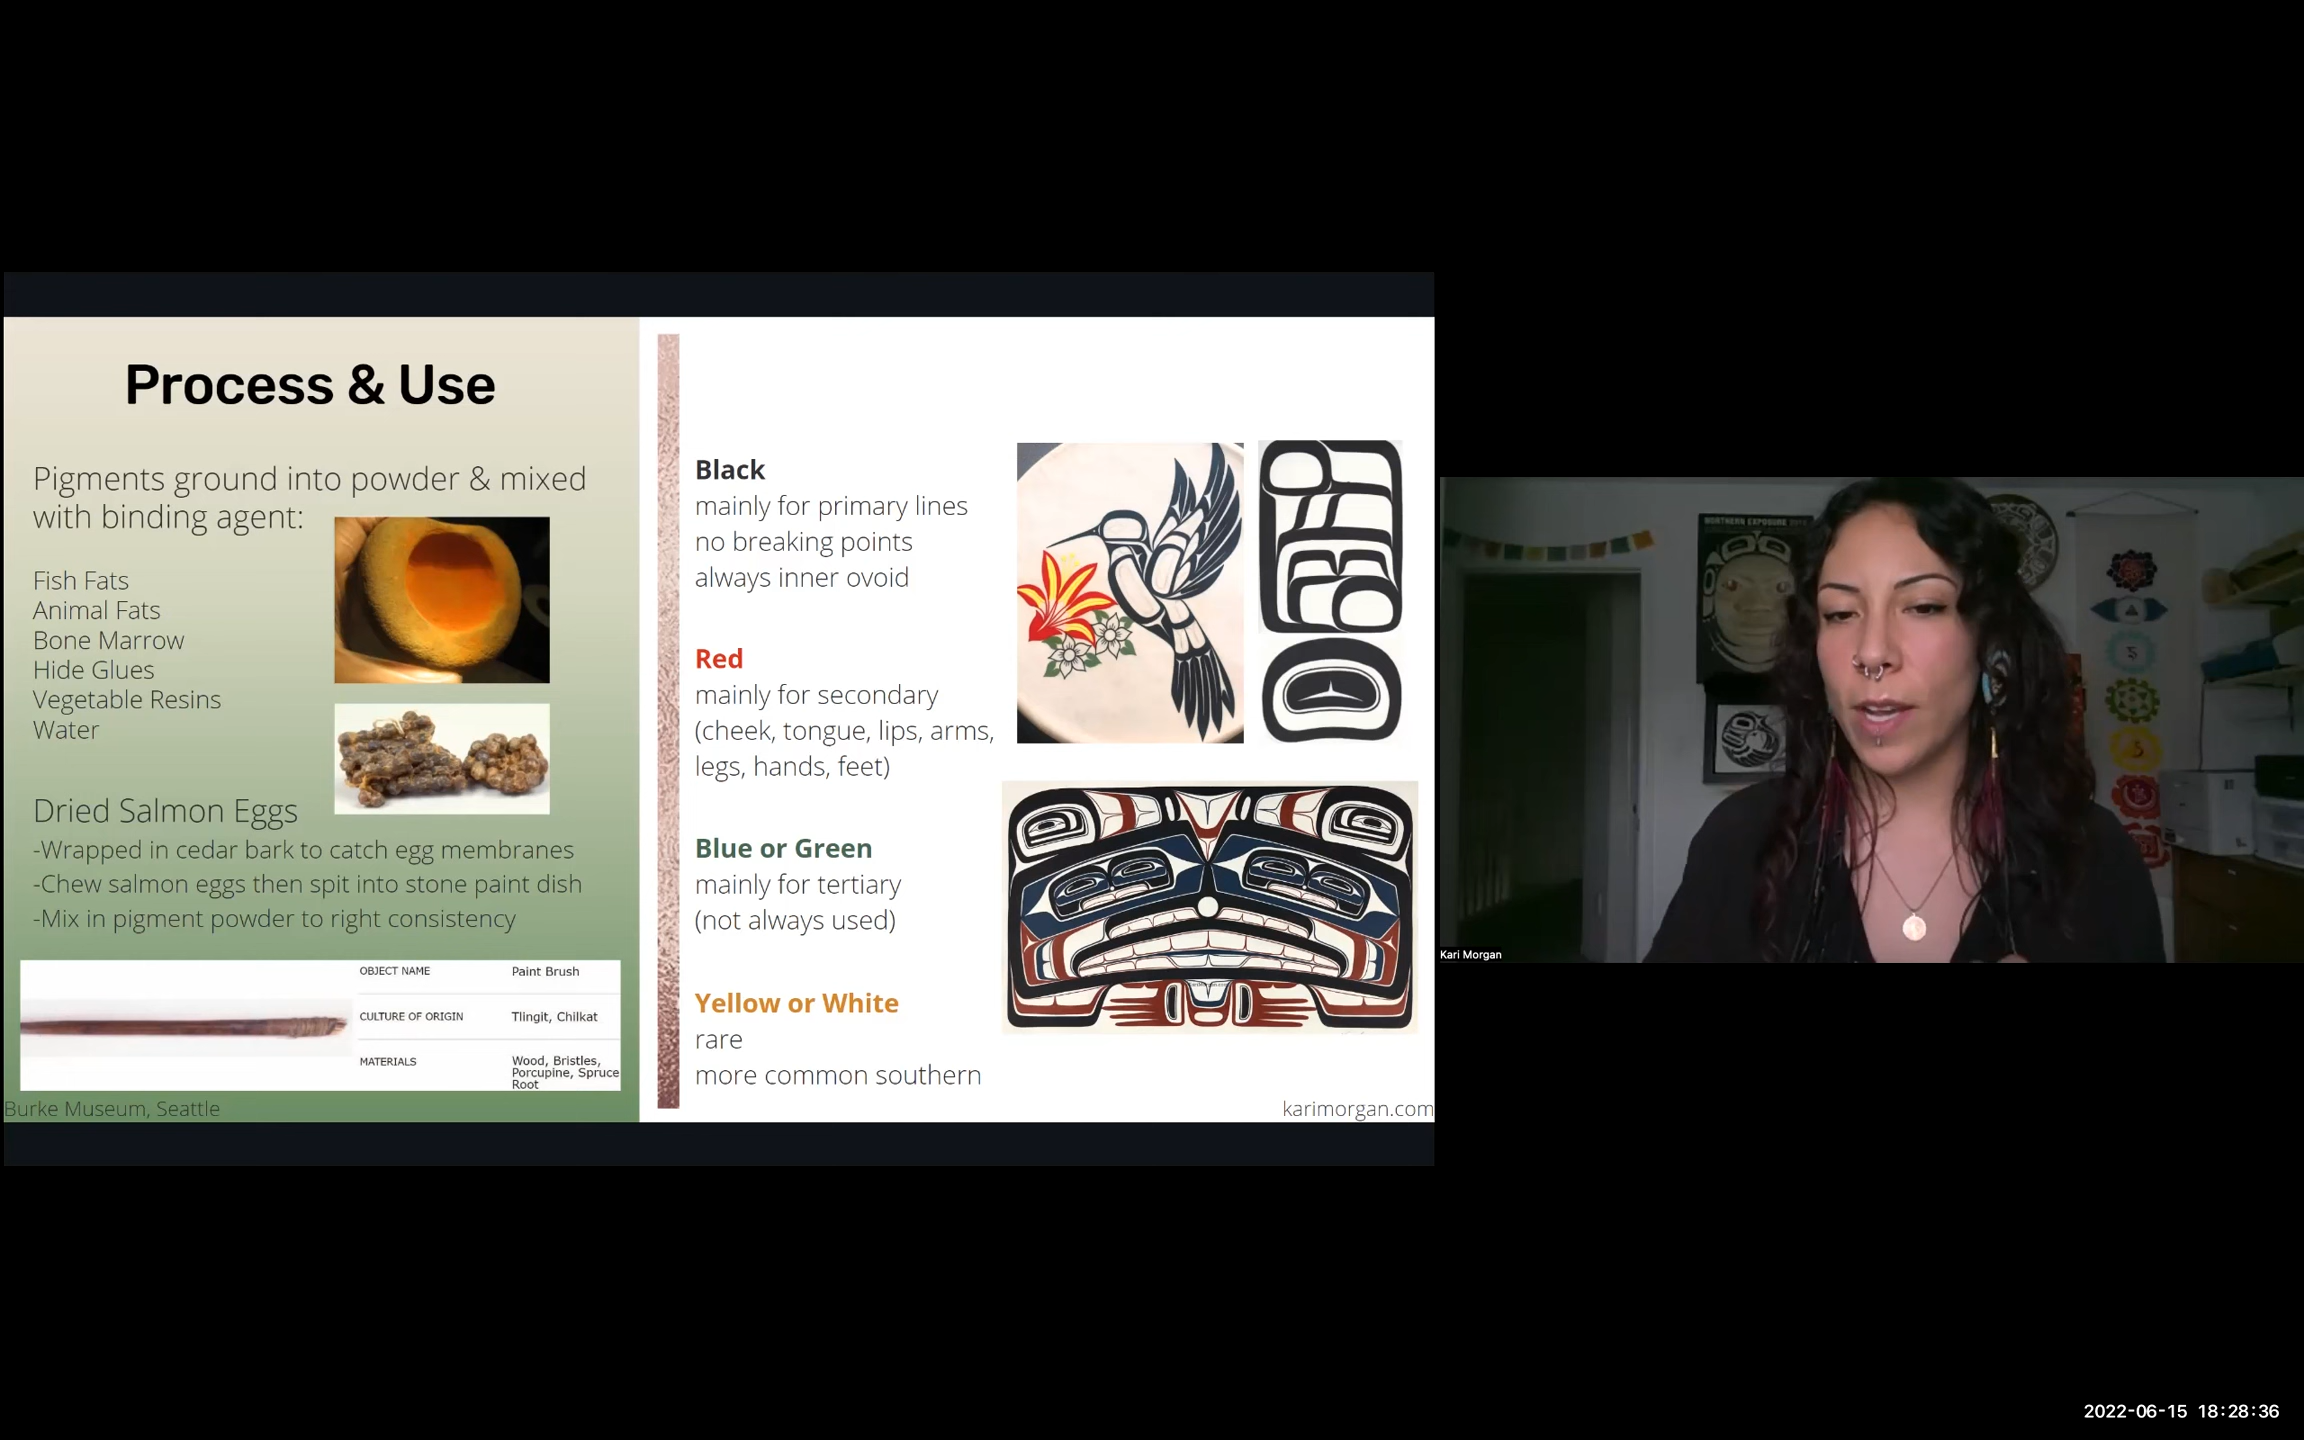 Process & Use
Pigments ground into powder & mixed
with binding agent:
Fish Fats
Animal Fats
Bone Marrow
Hide Glues
Vegetable Resins
Water
Dried Salmon Eggs
-Wrapped in cedar bark to catch egg membranes
-Chew salmon eggs then spit into stone paint dish
-Mix in pigment powder to right consistency
OBJECT NAME Paint Brush
CULTURE OF ORIGIN Tlingit, Chilkat
MATERIALS Wood, Bristles,
Porcupine, Spruce
Root
Burke Museum, Seattle
Black
mainly for primary lines
no breaking points
always inner ovoid
Red
mainly for secondary
(cheek, tongue, lips, arms,
legs, hands, feet)
Blue or Green
mainly for tertiary
(not always used)
Yellow or White
rare
more common southern
karimorgan.com
NORTHERN EXPOSURE
Kari Morgan
2022-06-15 18:28:36